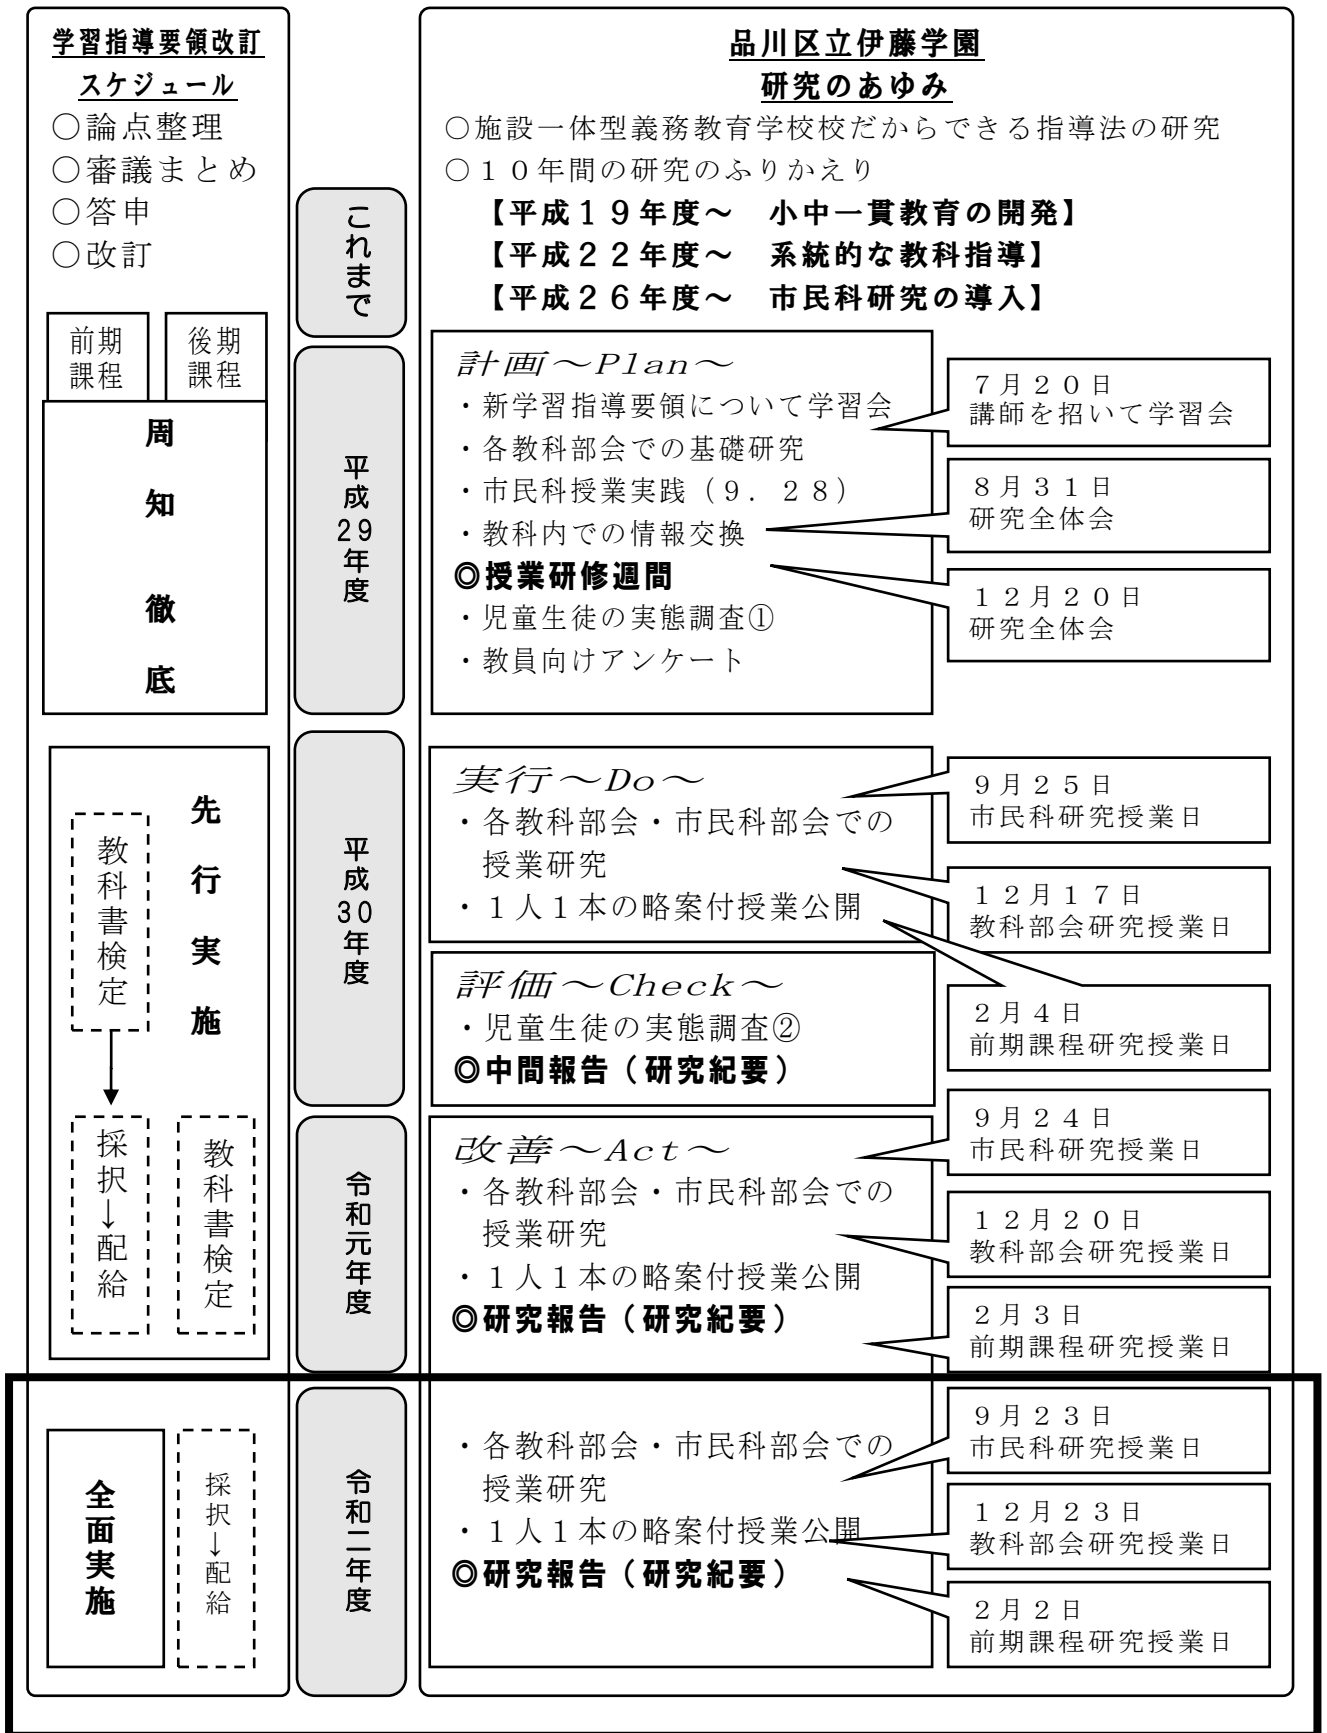 学習指導要領改訂
スケジュール
○論点整理
○審議まとめ
○答申
○改訂
前期
課程
後期
課程
周知徹底
先行実施
教科書検定
採択→配給
教科書検定
全面実施
採択→配給
これまで
平成29年度
平成30年度
令和元年度
令和二年度
品川区立伊藤学園
研究のあゆみ
○施設一体型義務教育学校校だからできる指導法の研究
○１０年間の研究のふりかえり
【平成１９年度～　小中一貫教育の開発】
【平成２２年度～　系統的な教科指導】
【平成２６年度～　市民科研究の導入】
計画～Plan～
・新学習指導要領について学習会
・各教科部会での基礎研究
・市民科授業実践（９．２８）
・教科内での情報交換
◎授業研修週間
・児童生徒の実態調査①
・教員向けアンケート
７月２０日
講師を招いて学習会
８月３１日
研究全体会
１２月２０日
研究全体会
実行～Do～
・各教科部会・市民科部会での
授業研究
・１人１本の略案付授業公開
９月２５日
市民科研究授業日
１２月１７日
教科部会研究授業日
評価～Check～
・児童生徒の実態調査②
◎中間報告（研究紀要）
２月４日
前期課程研究授業日
改善～Act～
・各教科部会・市民科部会での
授業研究
・１人１本の略案付授業公開
◎研究報告（研究紀要）
９月２４日
市民科研究授業日
１２月２０日
教科部会研究授業日
２月３日
前期課程研究授業日
・各教科部会・市民科部会での
授業研究
・１人１本の略案付授業公開
◎研究報告（研究紀要）
９月２３日
市民科研究授業日
１２月２３日
教科部会研究授業日
２月２日
前期課程研究授業日